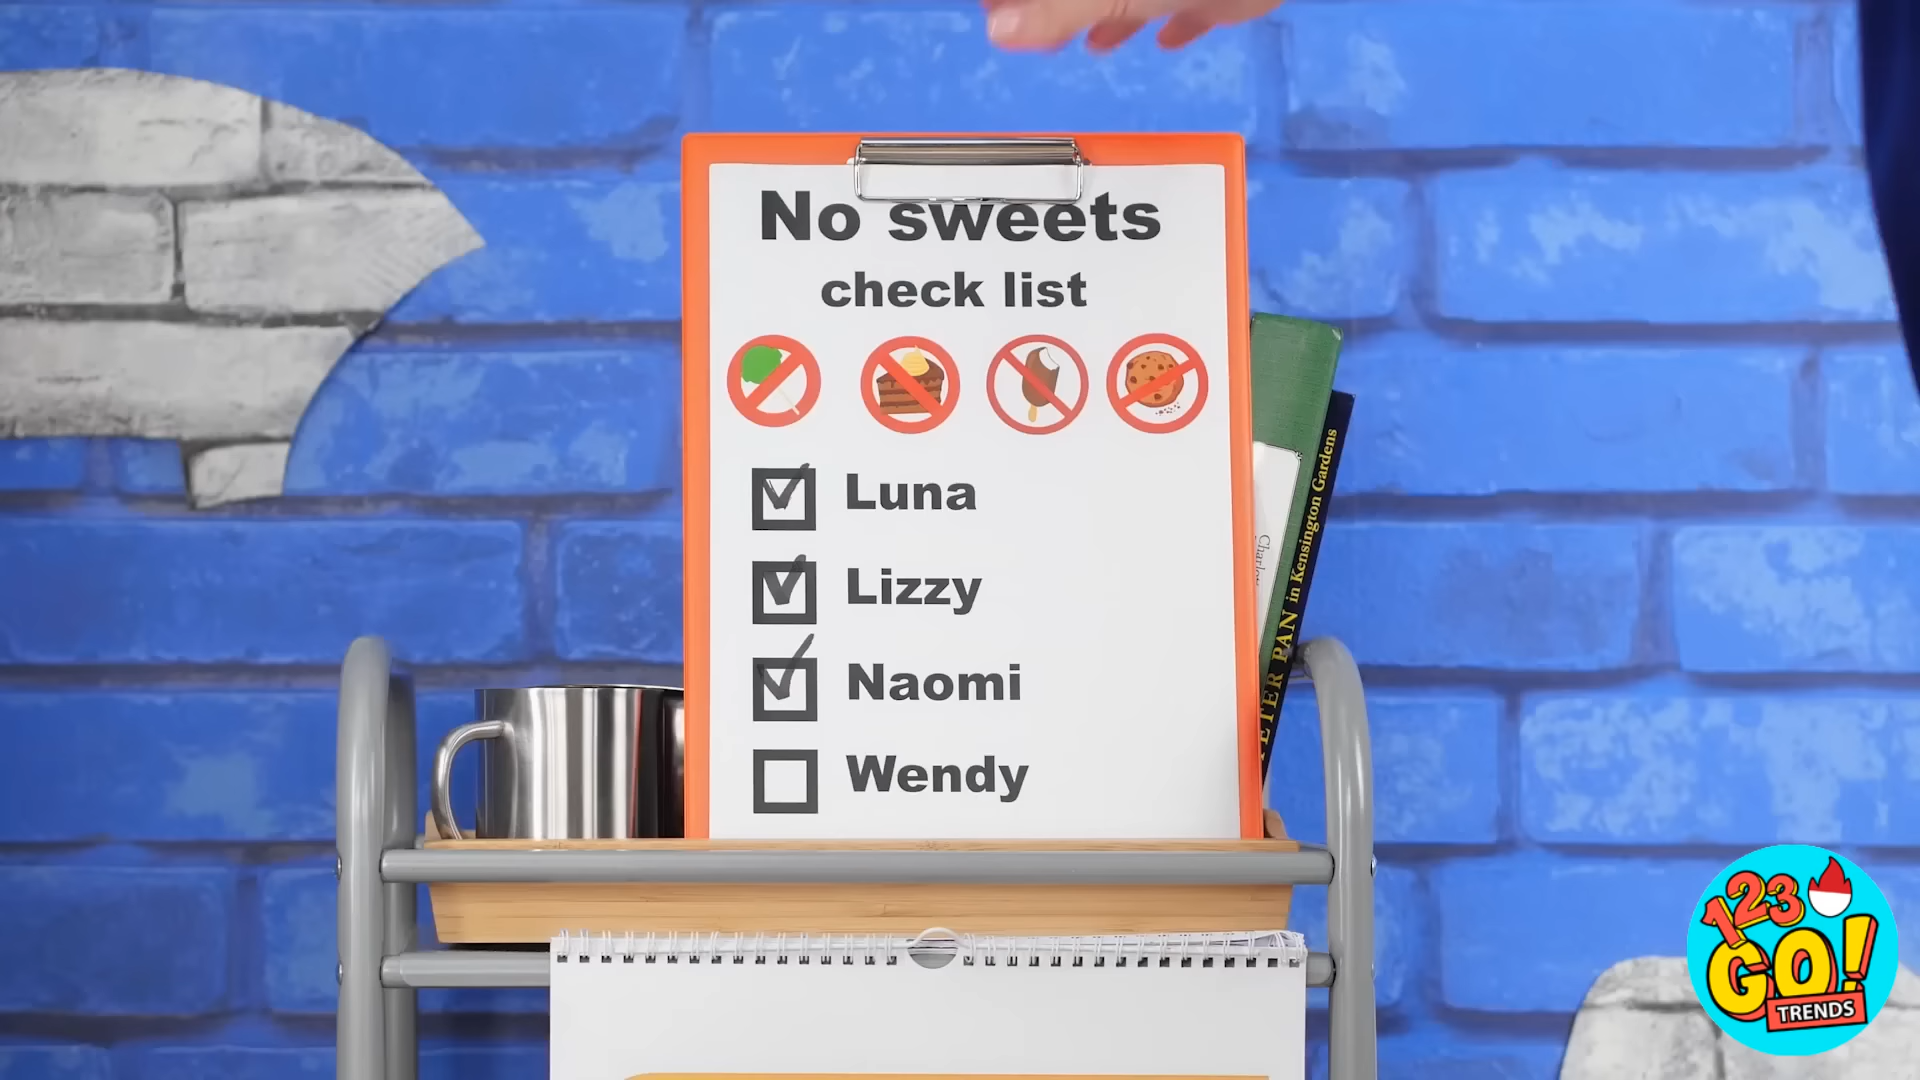 No sweets
check list
Luna
Lizzy
Naomi
Wendy
PETER PAN in Kensington Gardens
123
GO!
TRENDS